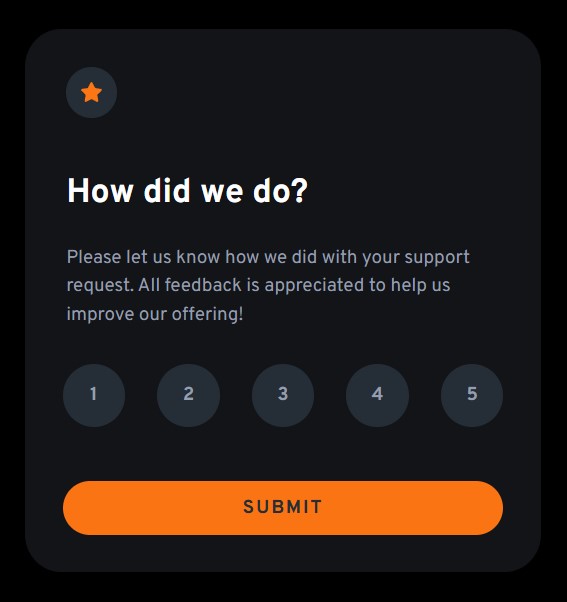 How did we do?
Please let us know how we did with your support
request. All feedback is appreciated to help us
improve our offering!
1 2 3 4 5
SUBMIT